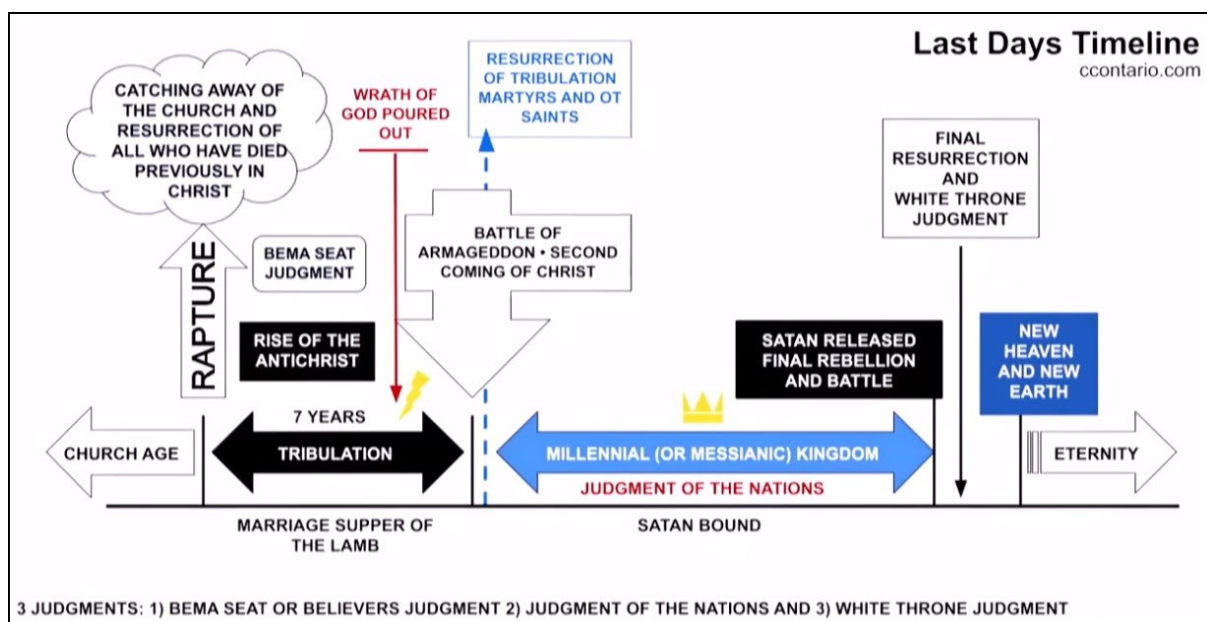 Last Days Timeline
ccontario.com
CATCHING AWAY OF
THE CHURCH AND
RESURRECTION OF
ALL WHO HAVE DIED
PREVIOUSLY IN
CHRIST
WRATH OF
GOD POURED
OUT
RESURRECTION
OF TRIBULATION
MARTYRS AND OT
SAINTS
FINAL
RESURRECTION
AND
WHITE THRONE
JUDGMENT
RAPTURE
BEMA SEAT
JUDGMENT
BATTLE OF
ARMAGEDDON • SECOND
COMING OF CHRIST
RISE OF THE
ANTICHRIST
SATAN RELEASED
FINAL REBELLION
AND BATTLE
NEW
HEAVEN
AND NEW
EARTH
CHURCH AGE
7 YEARS
TRIBULATION
MILLENNIAL (OR MESSIANIC) KINGDOM
ETERNITY
JUDGMENT OF THE NATIONS
MARRIAGE SUPPER OF
THE LAMB
SATAN BOUND
3 JUDGMENTS: 1) BEMA SEAT OR BELIEVERS JUDGMENT 2) JUDGMENT OF THE NATIONS AND 3) WHITE THRONE JUDGMENT